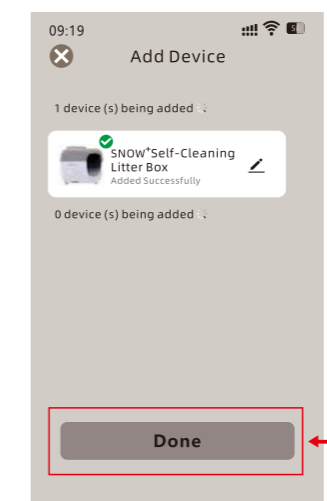 09:19
Add Device
1 device (s) being added
SNOW⁺Self-Cleaning
Litter Box
Added Successfully
0 device (s) being added
Done